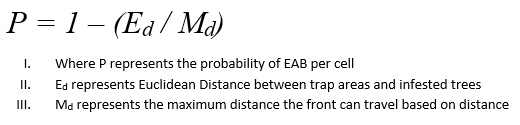 P = 1 – (Ed / Md)
I. Where P represents the probability of EAB per cell
II. Ed represents Euclidean Distance between trap areas and infested trees
III. Md represents the maximum distance the front can travel based on distance